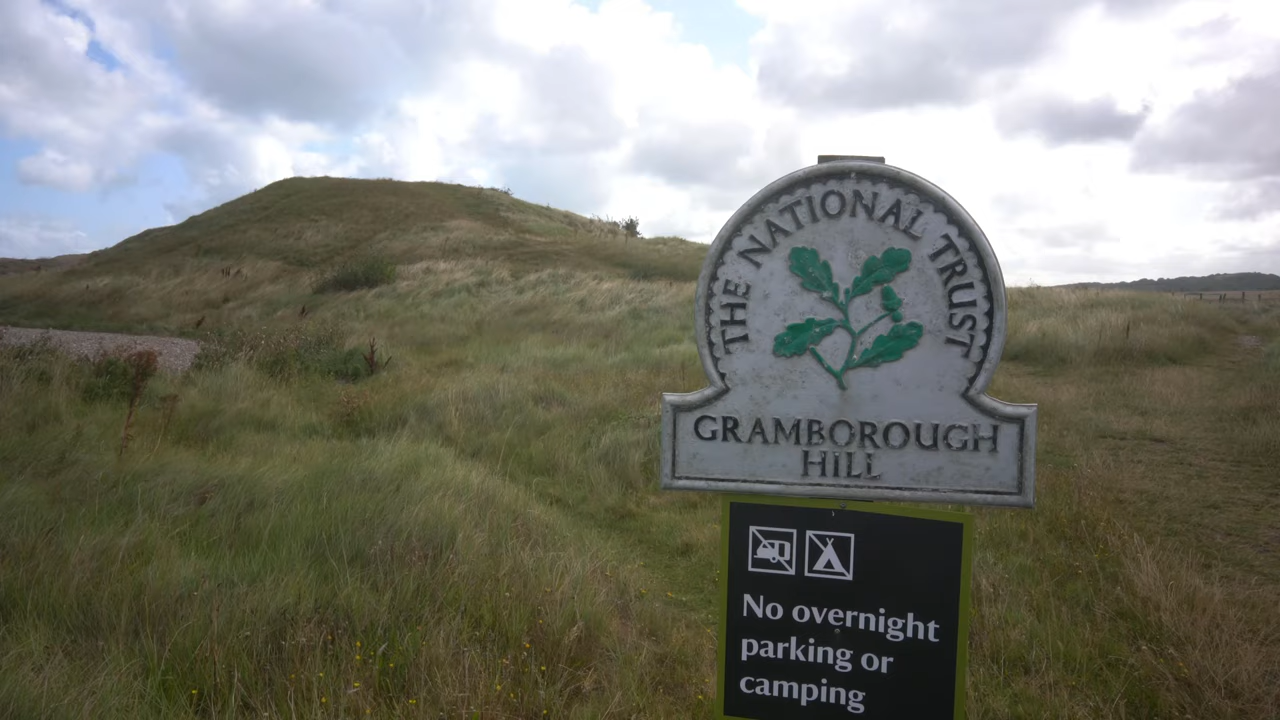 THE NATIONAL TRUST
GRAMBOROUGH
HILL
No overnight
parking or
camping